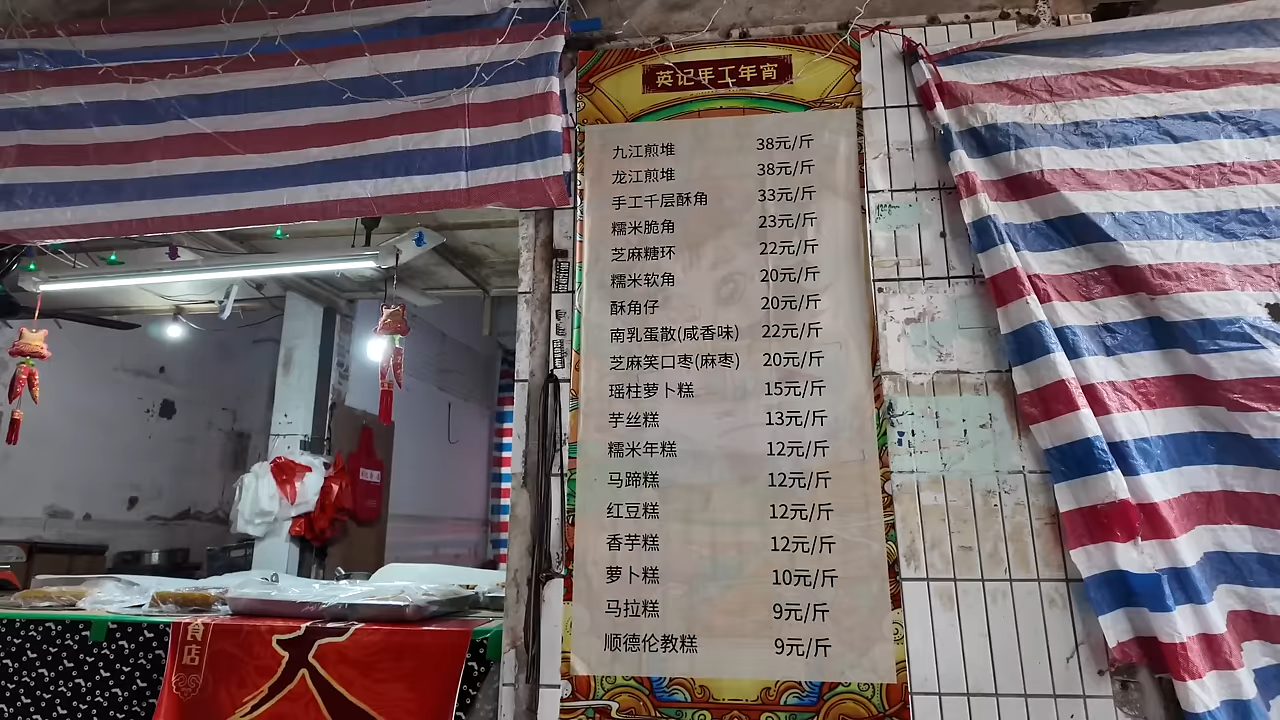 英记手工年宵
九江煎堆 38元/斤
龙江煎堆 38元/斤
手工千层酥角 33元/斤
糯米脆角 23元/斤
芝麻糖环 22元/斤
糯米软角 20元/斤
酥角仔 20元/斤
南乳蛋散(咸香味) 22元/斤
芝麻笑口枣(麻枣) 20元/斤
瑶柱萝卜糕 15元/斤
芋丝糕 13元/斤
糯米年糕 12元/斤
马蹄糕 12元/斤
红豆糕 12元/斤
香芋糕 12元/斤
萝卜糕 10元/斤
马拉糕 9元/斤
顺德伦教糕 9元/斤
食店